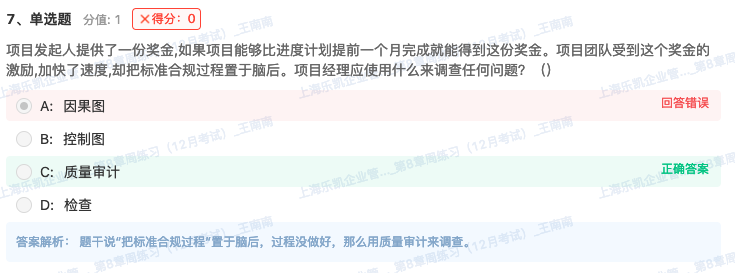 7、单选题 分值: 1 ×得分：0
项目发起人提供了一份奖金,如果项目能够比进度计划提前一个月完成就能得到这份奖金。项目团队受到这个奖金的
激励,加快了速度,却把标准合规过程置于脑后。项目经理应使用什么来调查任何问题？（）
A: 因果图 回答错误
B: 控制图
C: 质量审计 正确答案
D: 检查
答案解析： 题干说“把标准合规过程”置于脑后，过程没做好，那么用质量审计来调查。
上海乐凯企业管..._第8章周练习（12月考试）_王南南